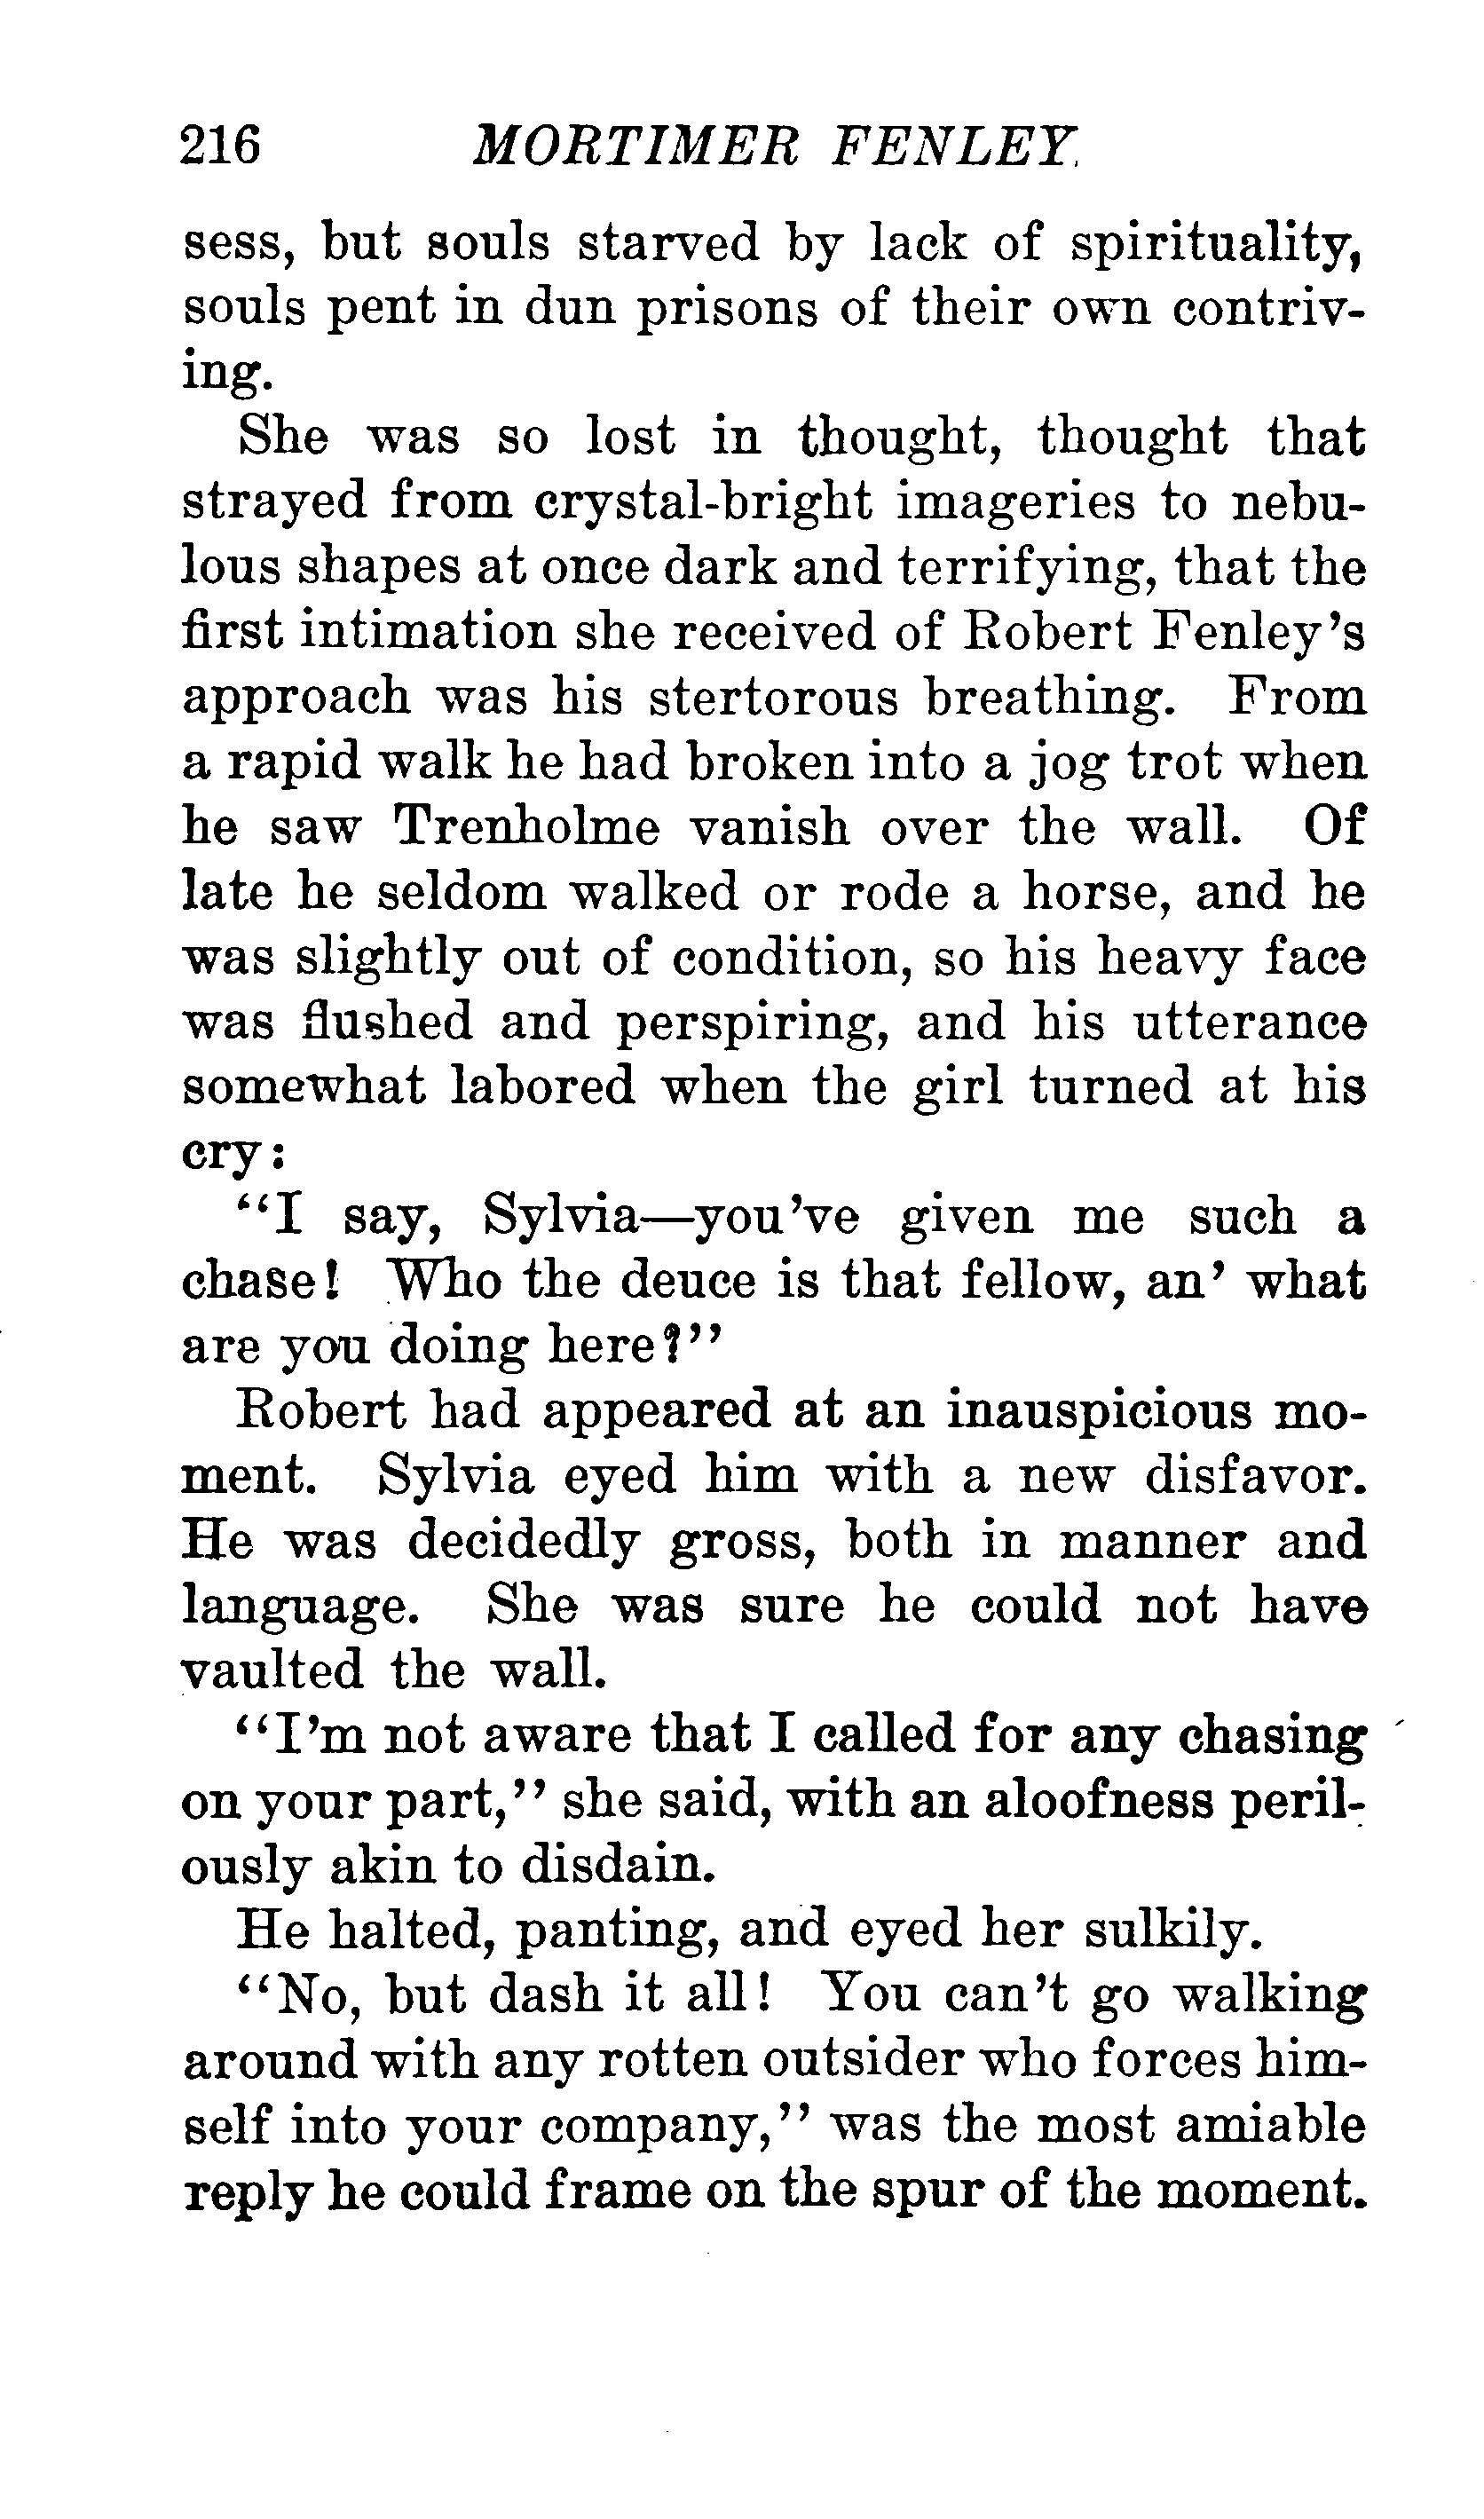 216 MORTIMER FENLEY
sess, but souls starved by lack of spirituality,
souls pent in dun prisons of their own contriv-
ing.
She was so lost in thought, thought that
strayed from crystal-bright imageries to nebu-
lous shapes at once dark and terrifying, that the
first intimation she received of Robert Fenley's
approach was his stertorous breathing. From
a rapid walk he had broken into a jog trot when
he saw Trenholme vanish over the wall. Of
late he seldom walked or rode a horse, and he
was slightly out of condition, so his heavy face
was flushed and perspiring, and his utterance
somewhat labored when the girl turned at his
cry:
"I say, Sylvia—you've given me such a
chase! Who the deuce is that fellow, an' what
are you doing here?"
Robert had appeared at an inauspicious mo-
ment. Sylvia eyed him with a new disfavor.
He was decidedly gross, both in manner and
language. She was sure he could not have
vaulted the wall.
"I'm not aware that I called for any chasing
on your part," she said, with an aloofness peril-
ously akin to disdain.
He halted, panting, and eyed her sulkily.
"No, but dash it all! You can't go walking
around with any rotten outsider who forces him-
self into your company," was the most amiable
reply he could frame on the spur of the moment.